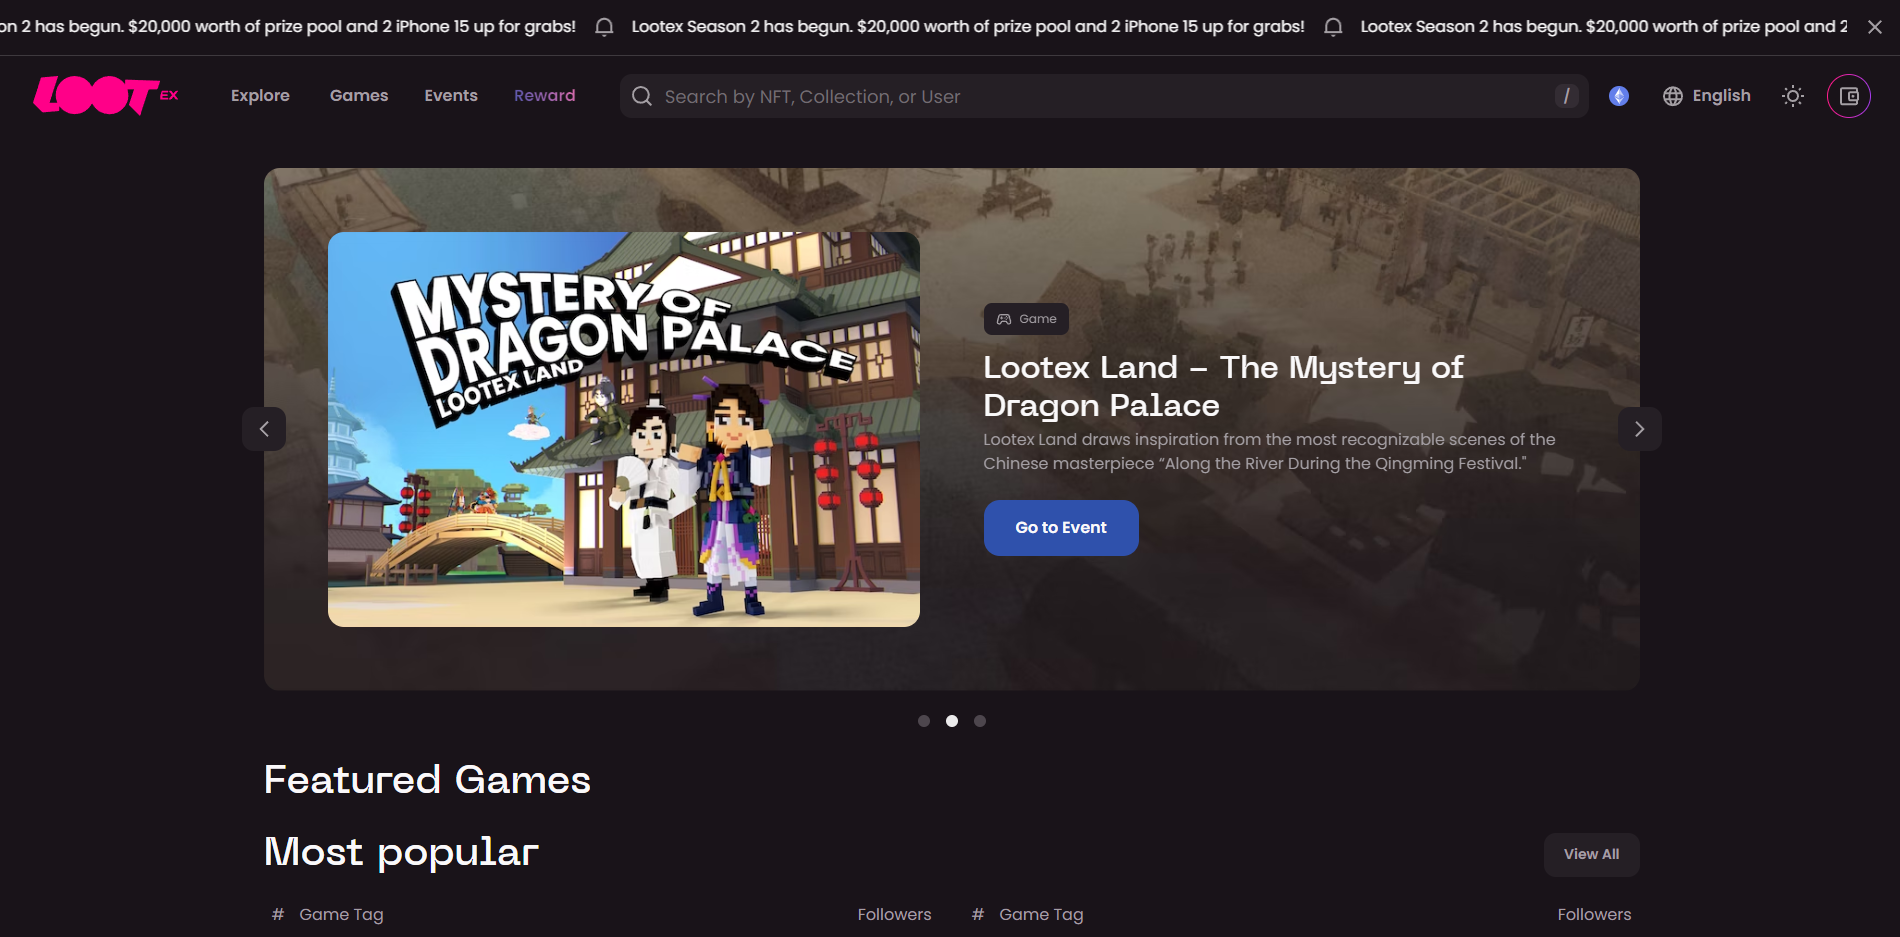 on 2 has begun. $20,000 worth of prize pool and 2 iPhone 15 up for grabs! Lootex Season 2 has begun. $20,000 worth of prize pool and 2 iPhone 15 up for grabs! Lootex Season 2 has begun. $20,000 worth of prize pool and 2
LOOT EX Explore Games Events Reward Search by NFT, Collection, or User / English
MYSTERY OF
DRAGON PALACE
LOOTEX LAND
Game
Lootex Land – The Mystery of
Dragon Palace
Lootex Land draws inspiration from the most recognizable scenes of the
Chinese masterpiece “Along the River During the Qingming Festival."
Go to Event
Featured Games
Most popular
View All
# Game Tag Followers # Game Tag Followers